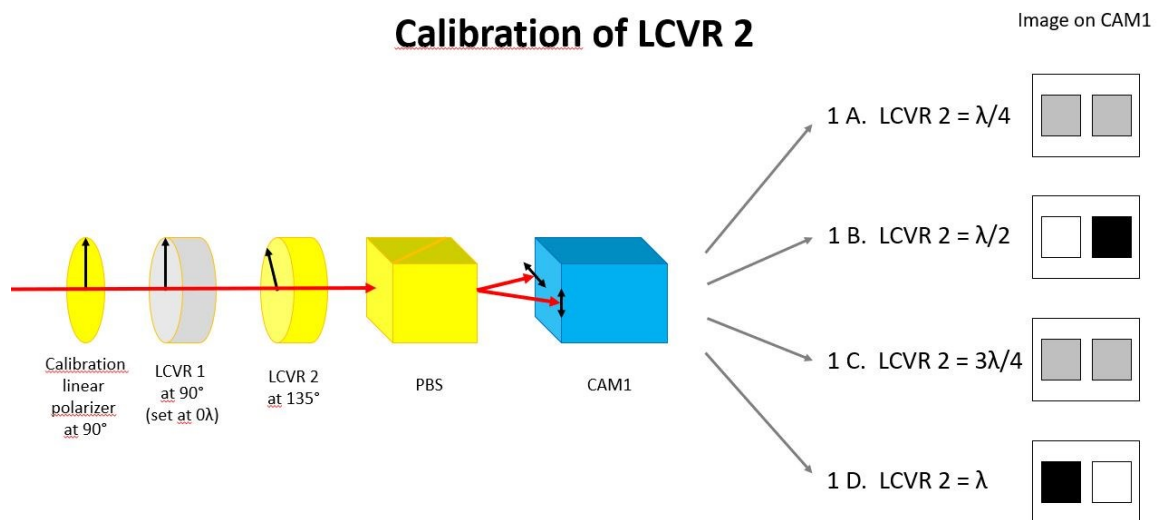 Calibration of LCVR 2
Image on CAM1
1 A. LCVR 2 = λ/4
1 B. LCVR 2 = λ/2
1 C. LCVR 2 = 3λ/4
1 D. LCVR 2 = λ
Calibration
linear
polarizer
at 90°
LCVR 1
at 90°
(set at 0λ)
LCVR 2
at 135°
PBS
CAM1